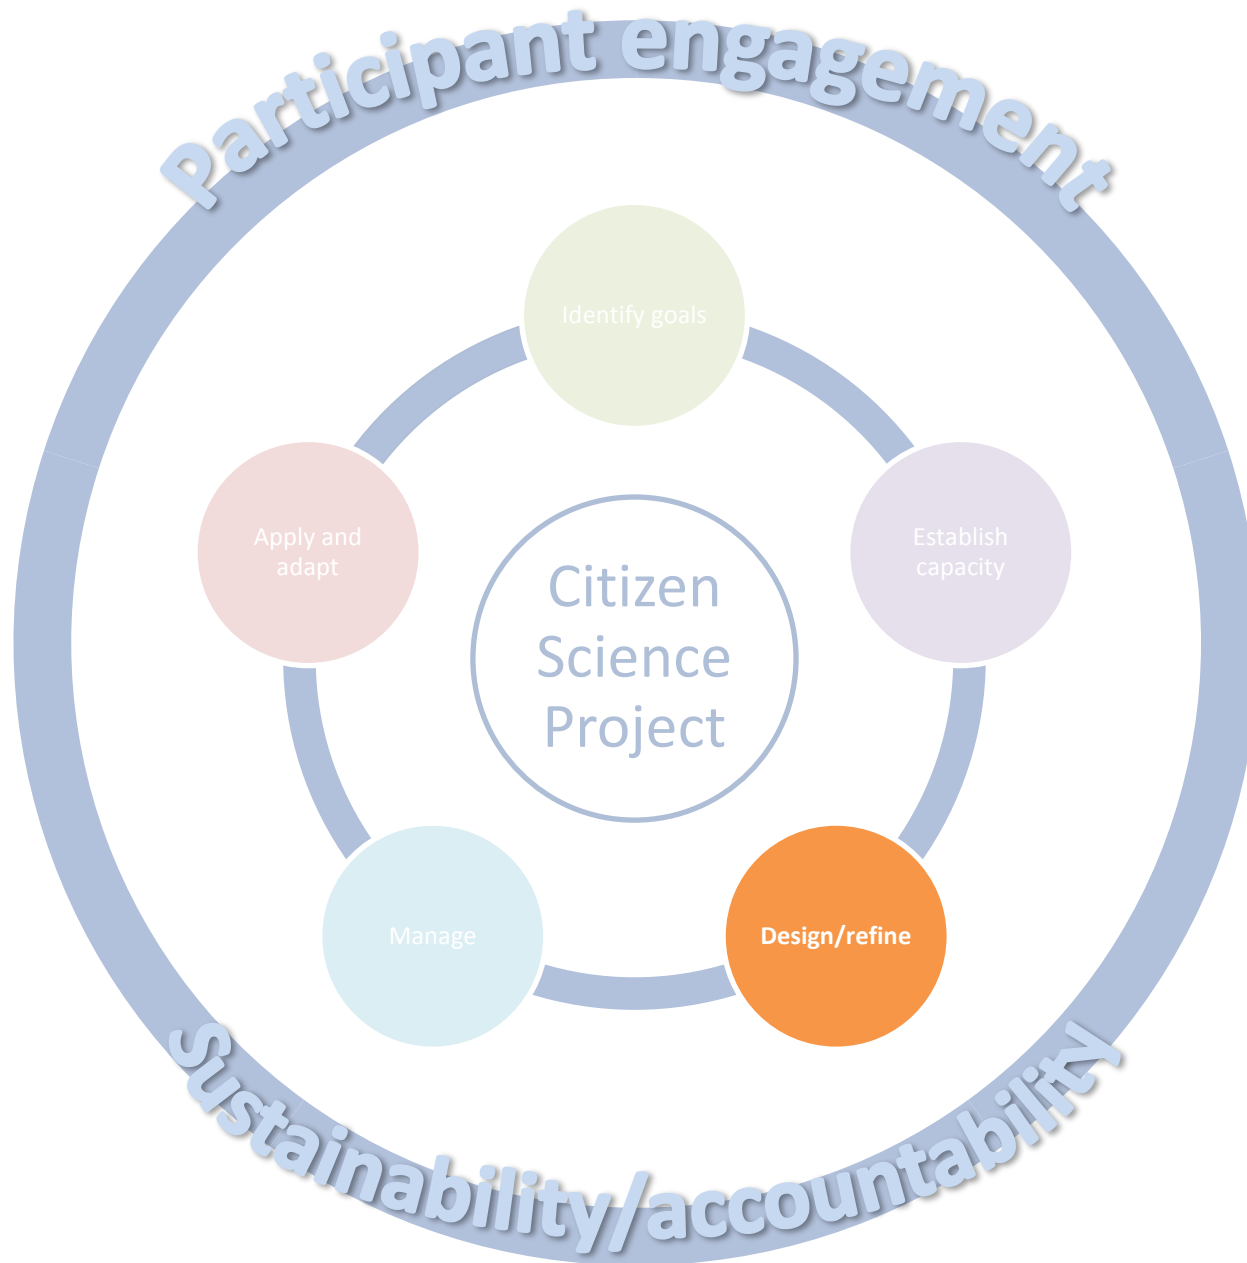 Participant engagement
Identify goals
Establish
capacity
Apply and
adapt
Citizen
Science
Project
Manage
Design/refine
Sustainability/accountability